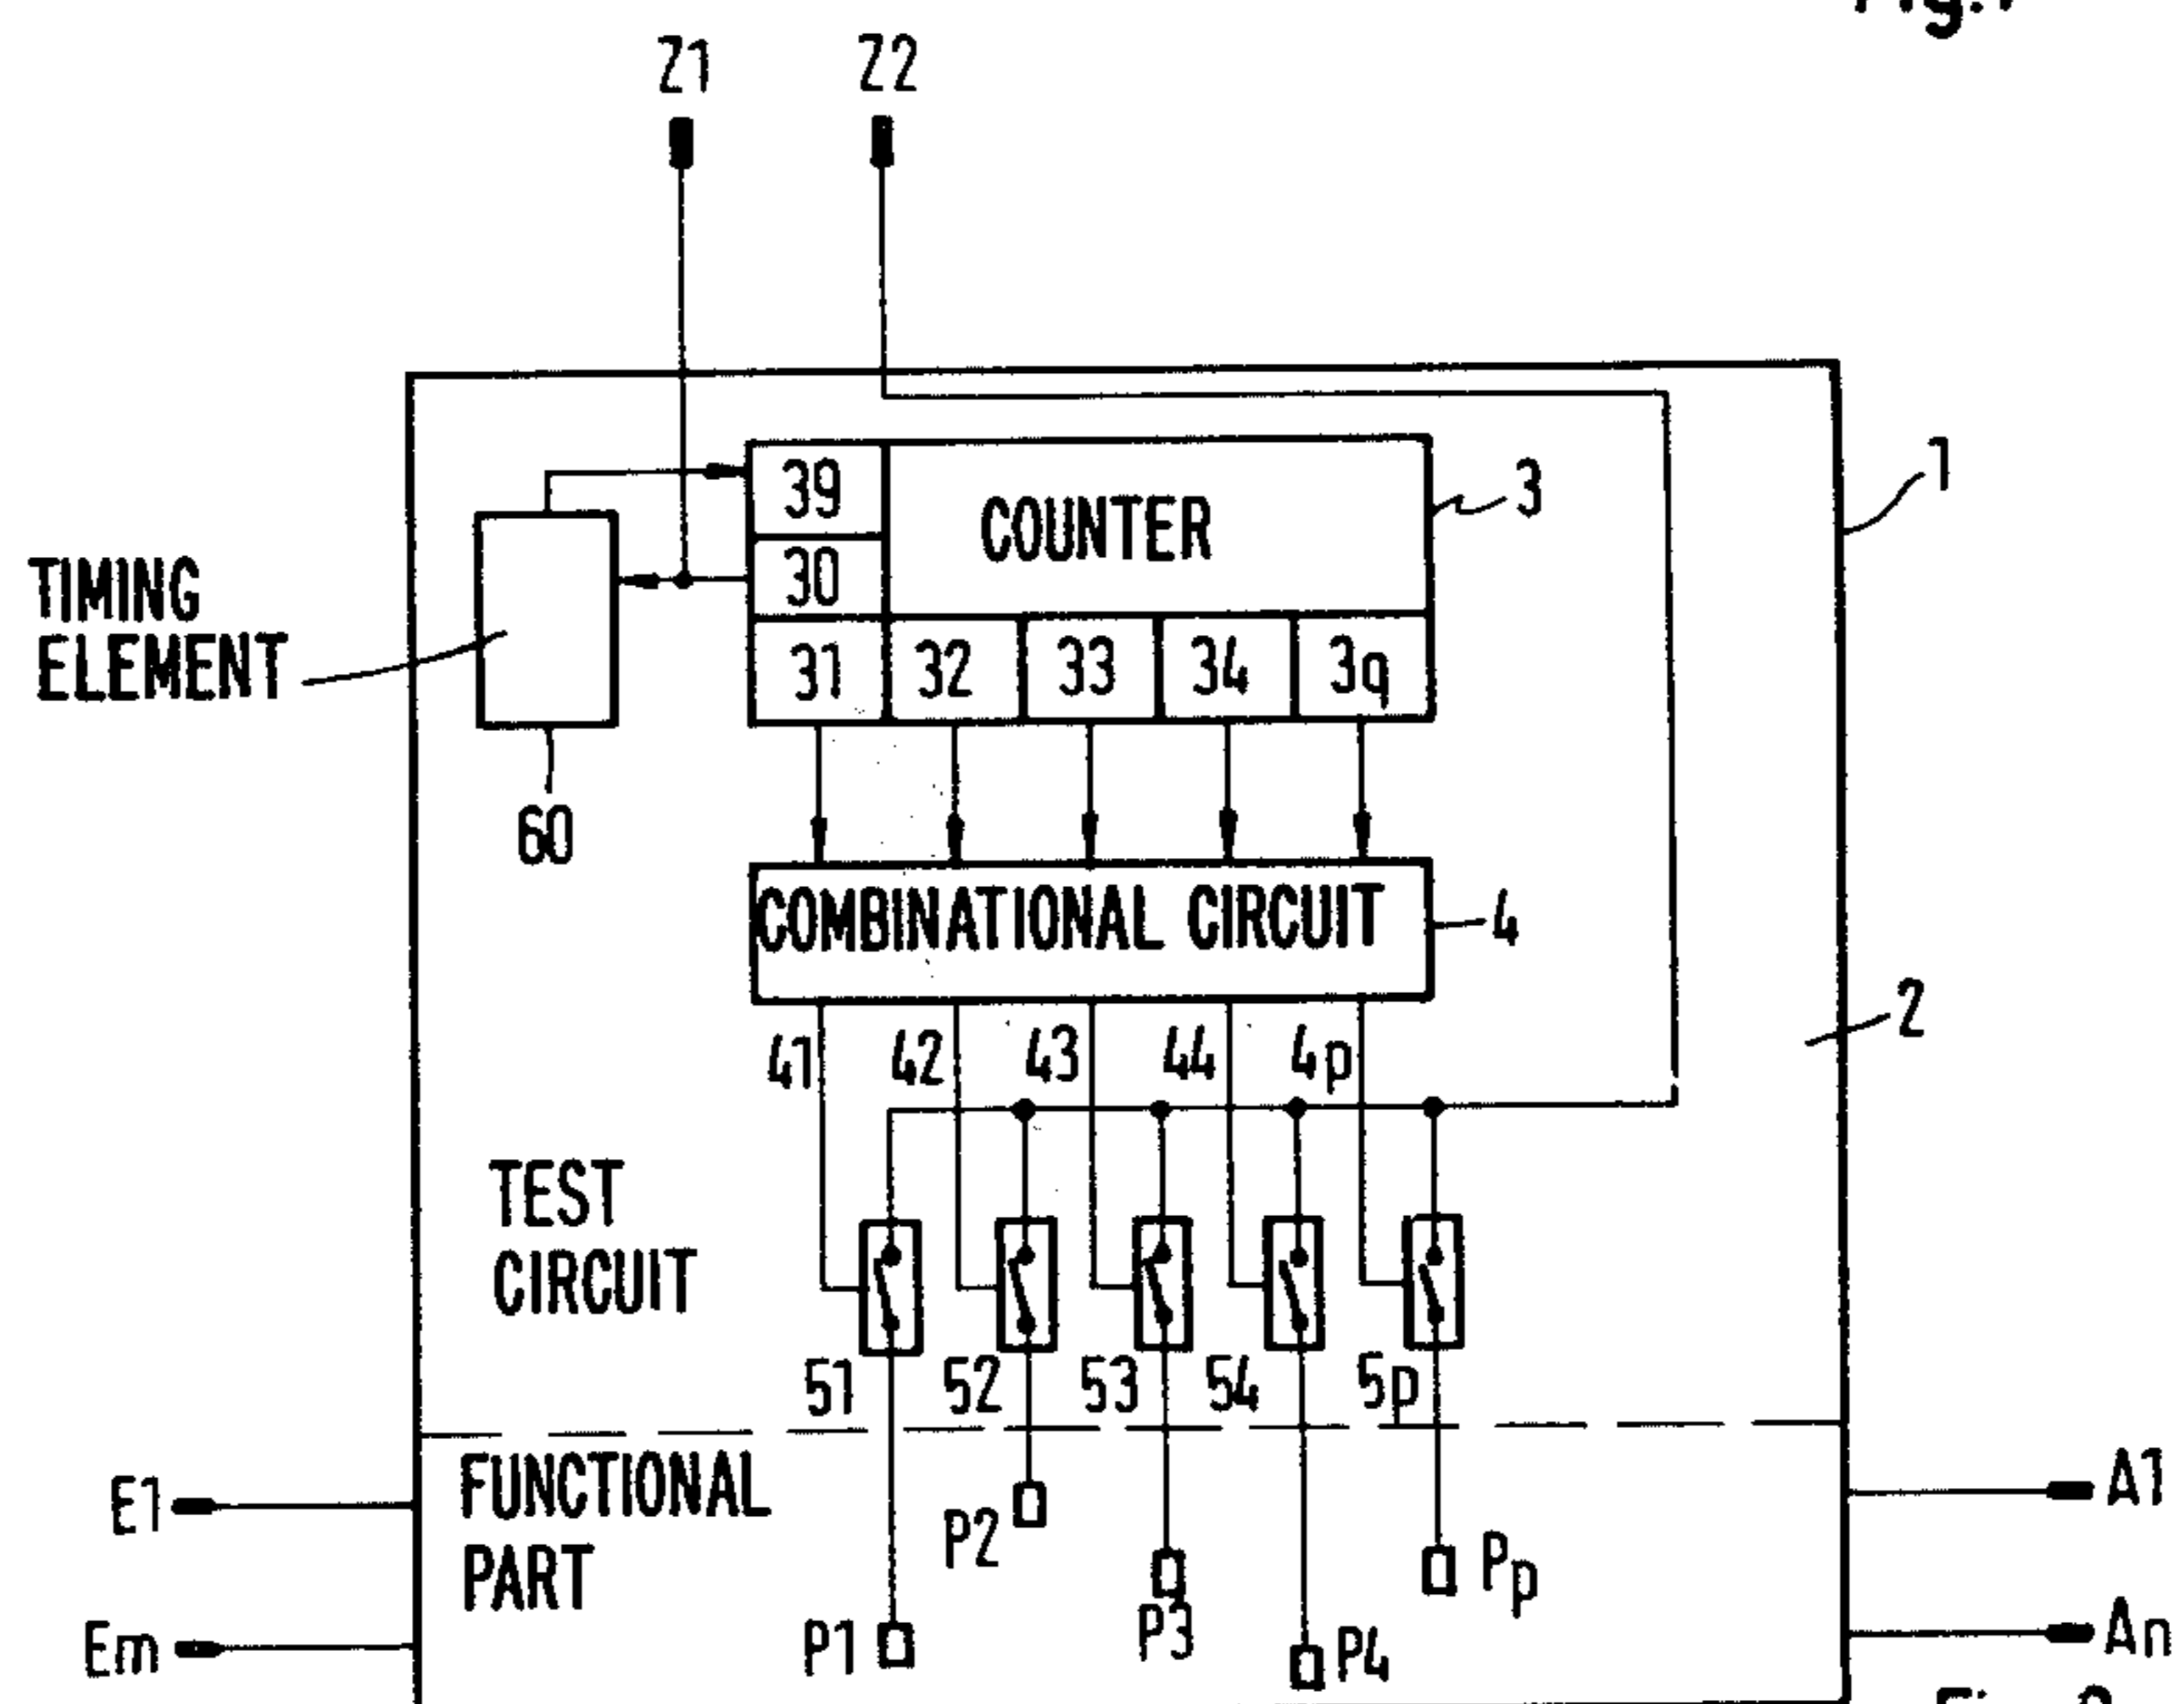 Z1 Z2
39 COUNTER 3 1
30
TIMING
ELEMENT
31 32 33 34 3q
60
COMBINATIONAL CIRCUIT 4
2
41 42 43 44 4p
TEST
CIRCUIT
51 52 53 54 5p
FUNCTIONAL
PART
E1 A1
P2 Pp
P1 P3 P4
Em An